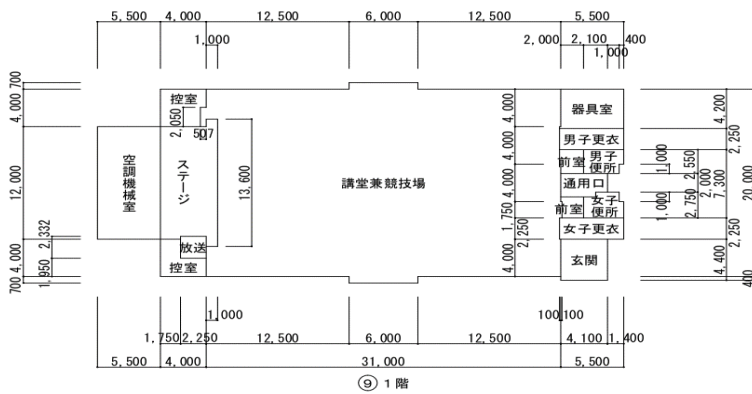 5,500 4,000 12,500 6,000 12,500 5,500
1,000 2,000 2,100 400
1,000
700
4,000
12,000
4,000
700
2,332
1,950
控室
2,050
507
空調機械室
ステージ
13,600
放送
控室
講堂兼競技場
4,000
4,000
1,750
2,250
4,000
器具室
男子更衣
前室
男子便所
通用口
前室
女子便所
女子更衣
玄関
1,000
1,000
2,550
2,750
2,000
4,200
2,250
7,300
2,250
4,400
20,000
400
1,000 100 100
1,750 2,250 12,500 6,000 12,500 4,100 1,400
5,500 4,000 31,000 5,500
⑨ 1階